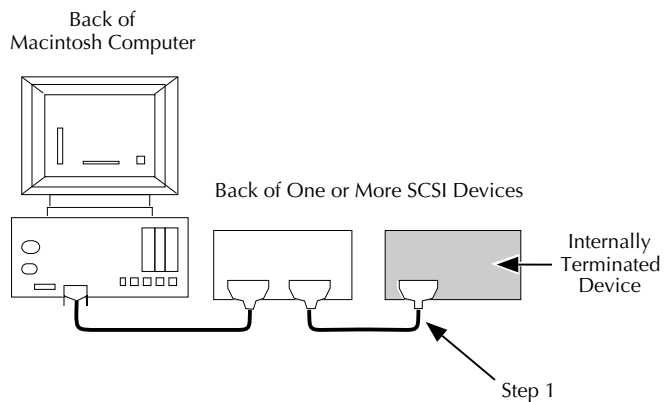 Back of
Macintosh Computer
Back of One or More SCSI Devices
Internally
Terminated
Device
Step 1